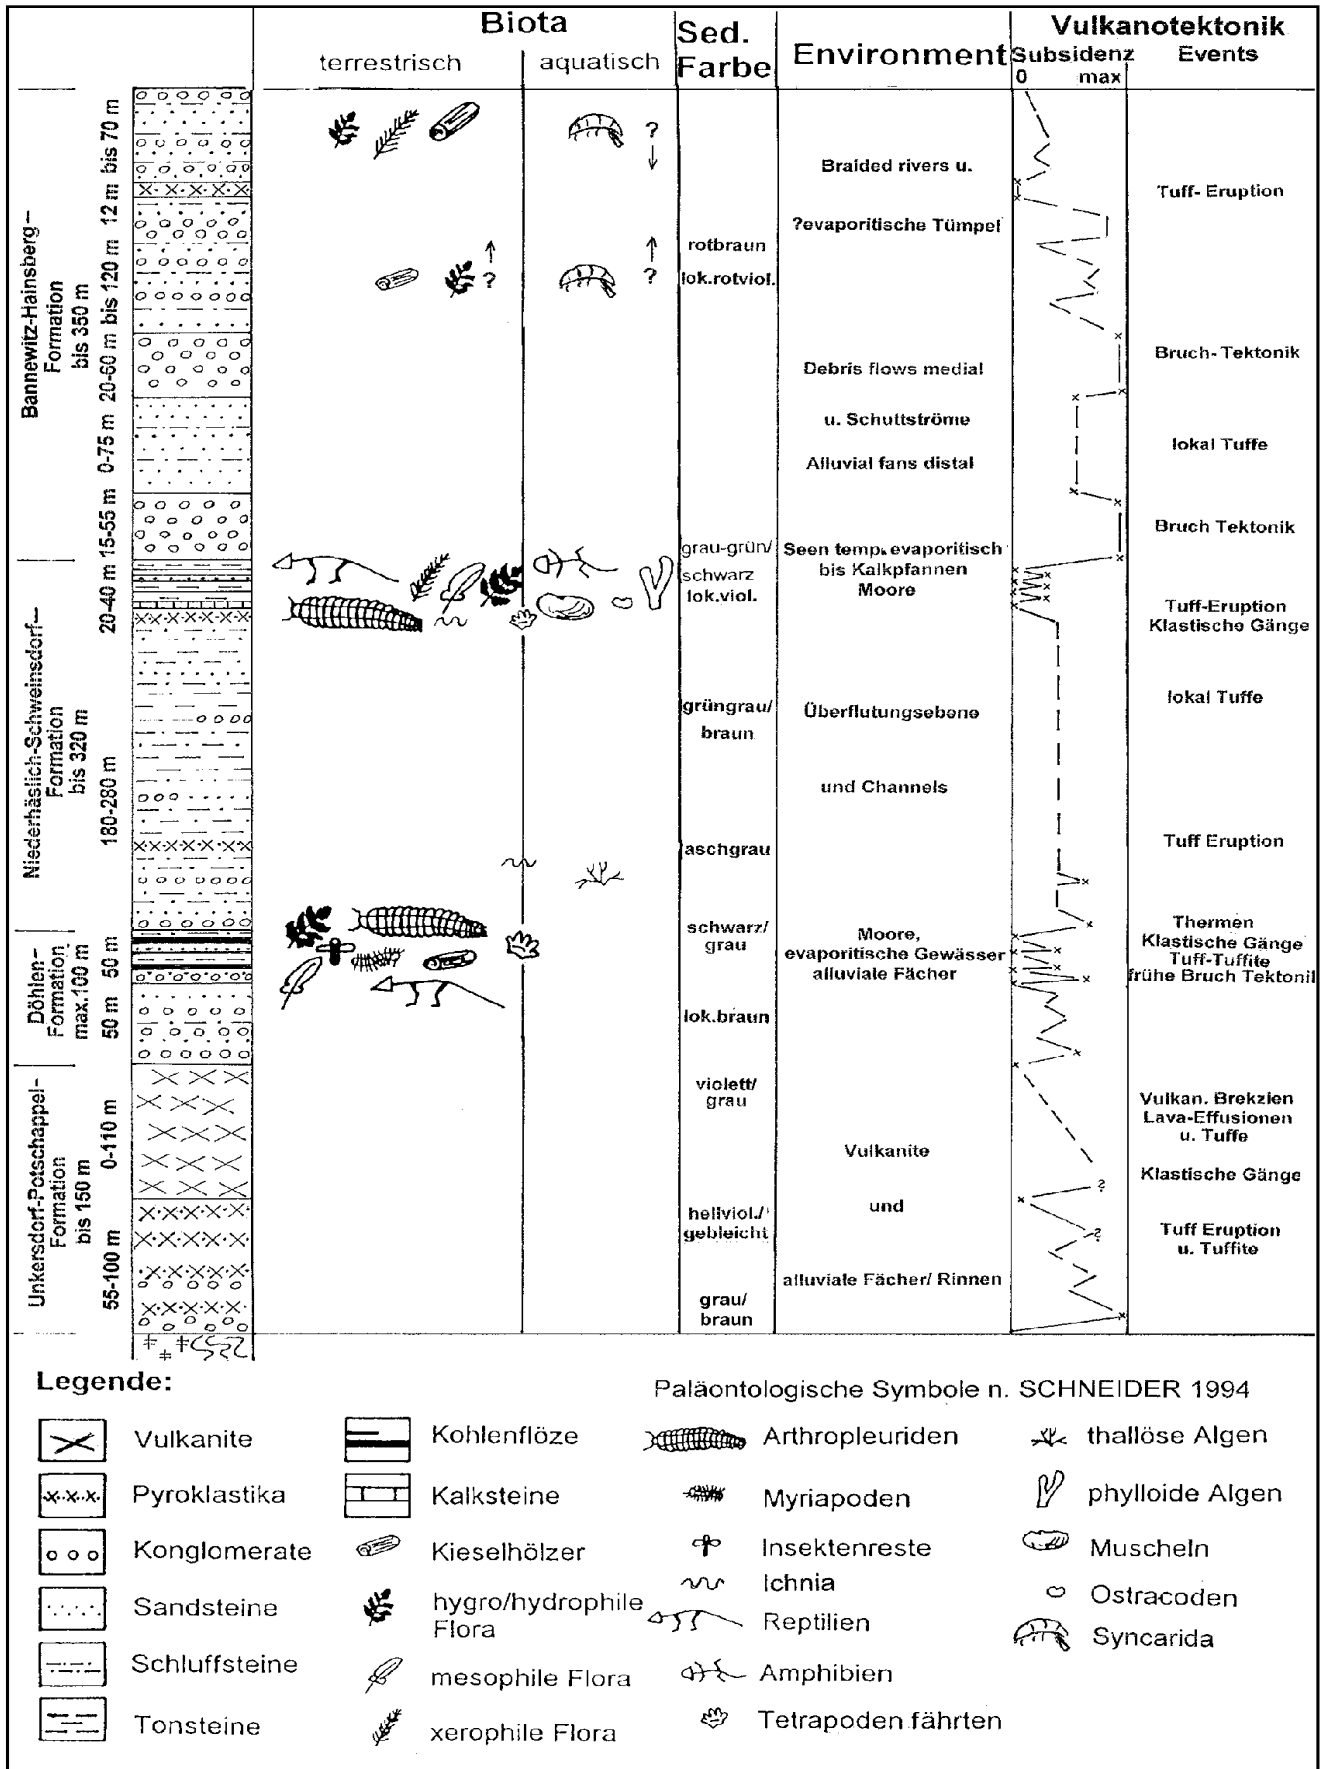 Biota
Sed.
Farbe
Environment
Vulkanotektonik
terrestrisch
aquatisch
Subsidenz
0 max
Events
Bannewitz-Hainsberg-
Formation
bis 350 m
bis 70 m
12 m
bis 120 m
20-60 m
0-75 m
15-55 m
Niederhäslich-Schweinsdorf-
Formation
bis 320 m
20-40 m
180-280 m
Döhlen-
Formation
max.100 m
50 m
50 m
Unkersdorf-Potschappel-
Formation
bis 150 m
0-110 m
55-100 m
?
?
?
rotbraun
lok.rotviol.
grau-grün/
schwarz
lok.viol.
grüngrau/
braun
aschgrau
schwarz/
grau
lok.braun
violett/
grau
hellviol./
gebleicht
grau/
braun
Braided rivers u.
?evaporitische Tümpel
Debris flows medial
u. Schuttströme
Alluvial fans distal
Seen temp. evaporitisch
bis Kalkpfannen
Moore
Überflutungsebene
und Channels
Moore,
evaporitische Gewässer
alluviale Fächer
Vulkanite
und
alluviale Fächer/ Rinnen
?
?
Tuff- Eruption
Bruch-Tektonik
lokal Tuffe
Bruch Tektonik
Tuff-Eruption
Klastische Gänge
lokal Tuffe
Tuff Eruption
Thermen
Klastische Gänge
Tuff-Tuffite
frühe Bruch Tektonil
Vulkan. Brekzien
Lava-Effusionen
u. Tuffe
Klastische Gänge
Tuff Eruption
u. Tuffite
Legende:
Paläontologische Symbole n. SCHNEIDER 1994
Vulkanite
Pyroklastika
Konglomerate
Sandsteine
Schluffsteine
Tonsteine
Kohlenflöze
Kalksteine
Kieselhölzer
hygro/hydrophile
Flora
mesophile Flora
xerophile Flora
Arthropleuriden
Myriapoden
Insektenreste
Ichnia
Reptilien
Amphibien
Tetrapoden fährten
thallöse Algen
phylloide Algen
Muscheln
Ostracoden
Syncarida